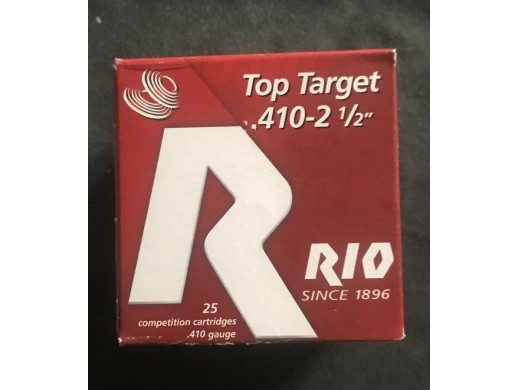 Top Target
.410-2 1/2"
R
RIO
SINCE 1896
25
competition cartridges
.410 gauge